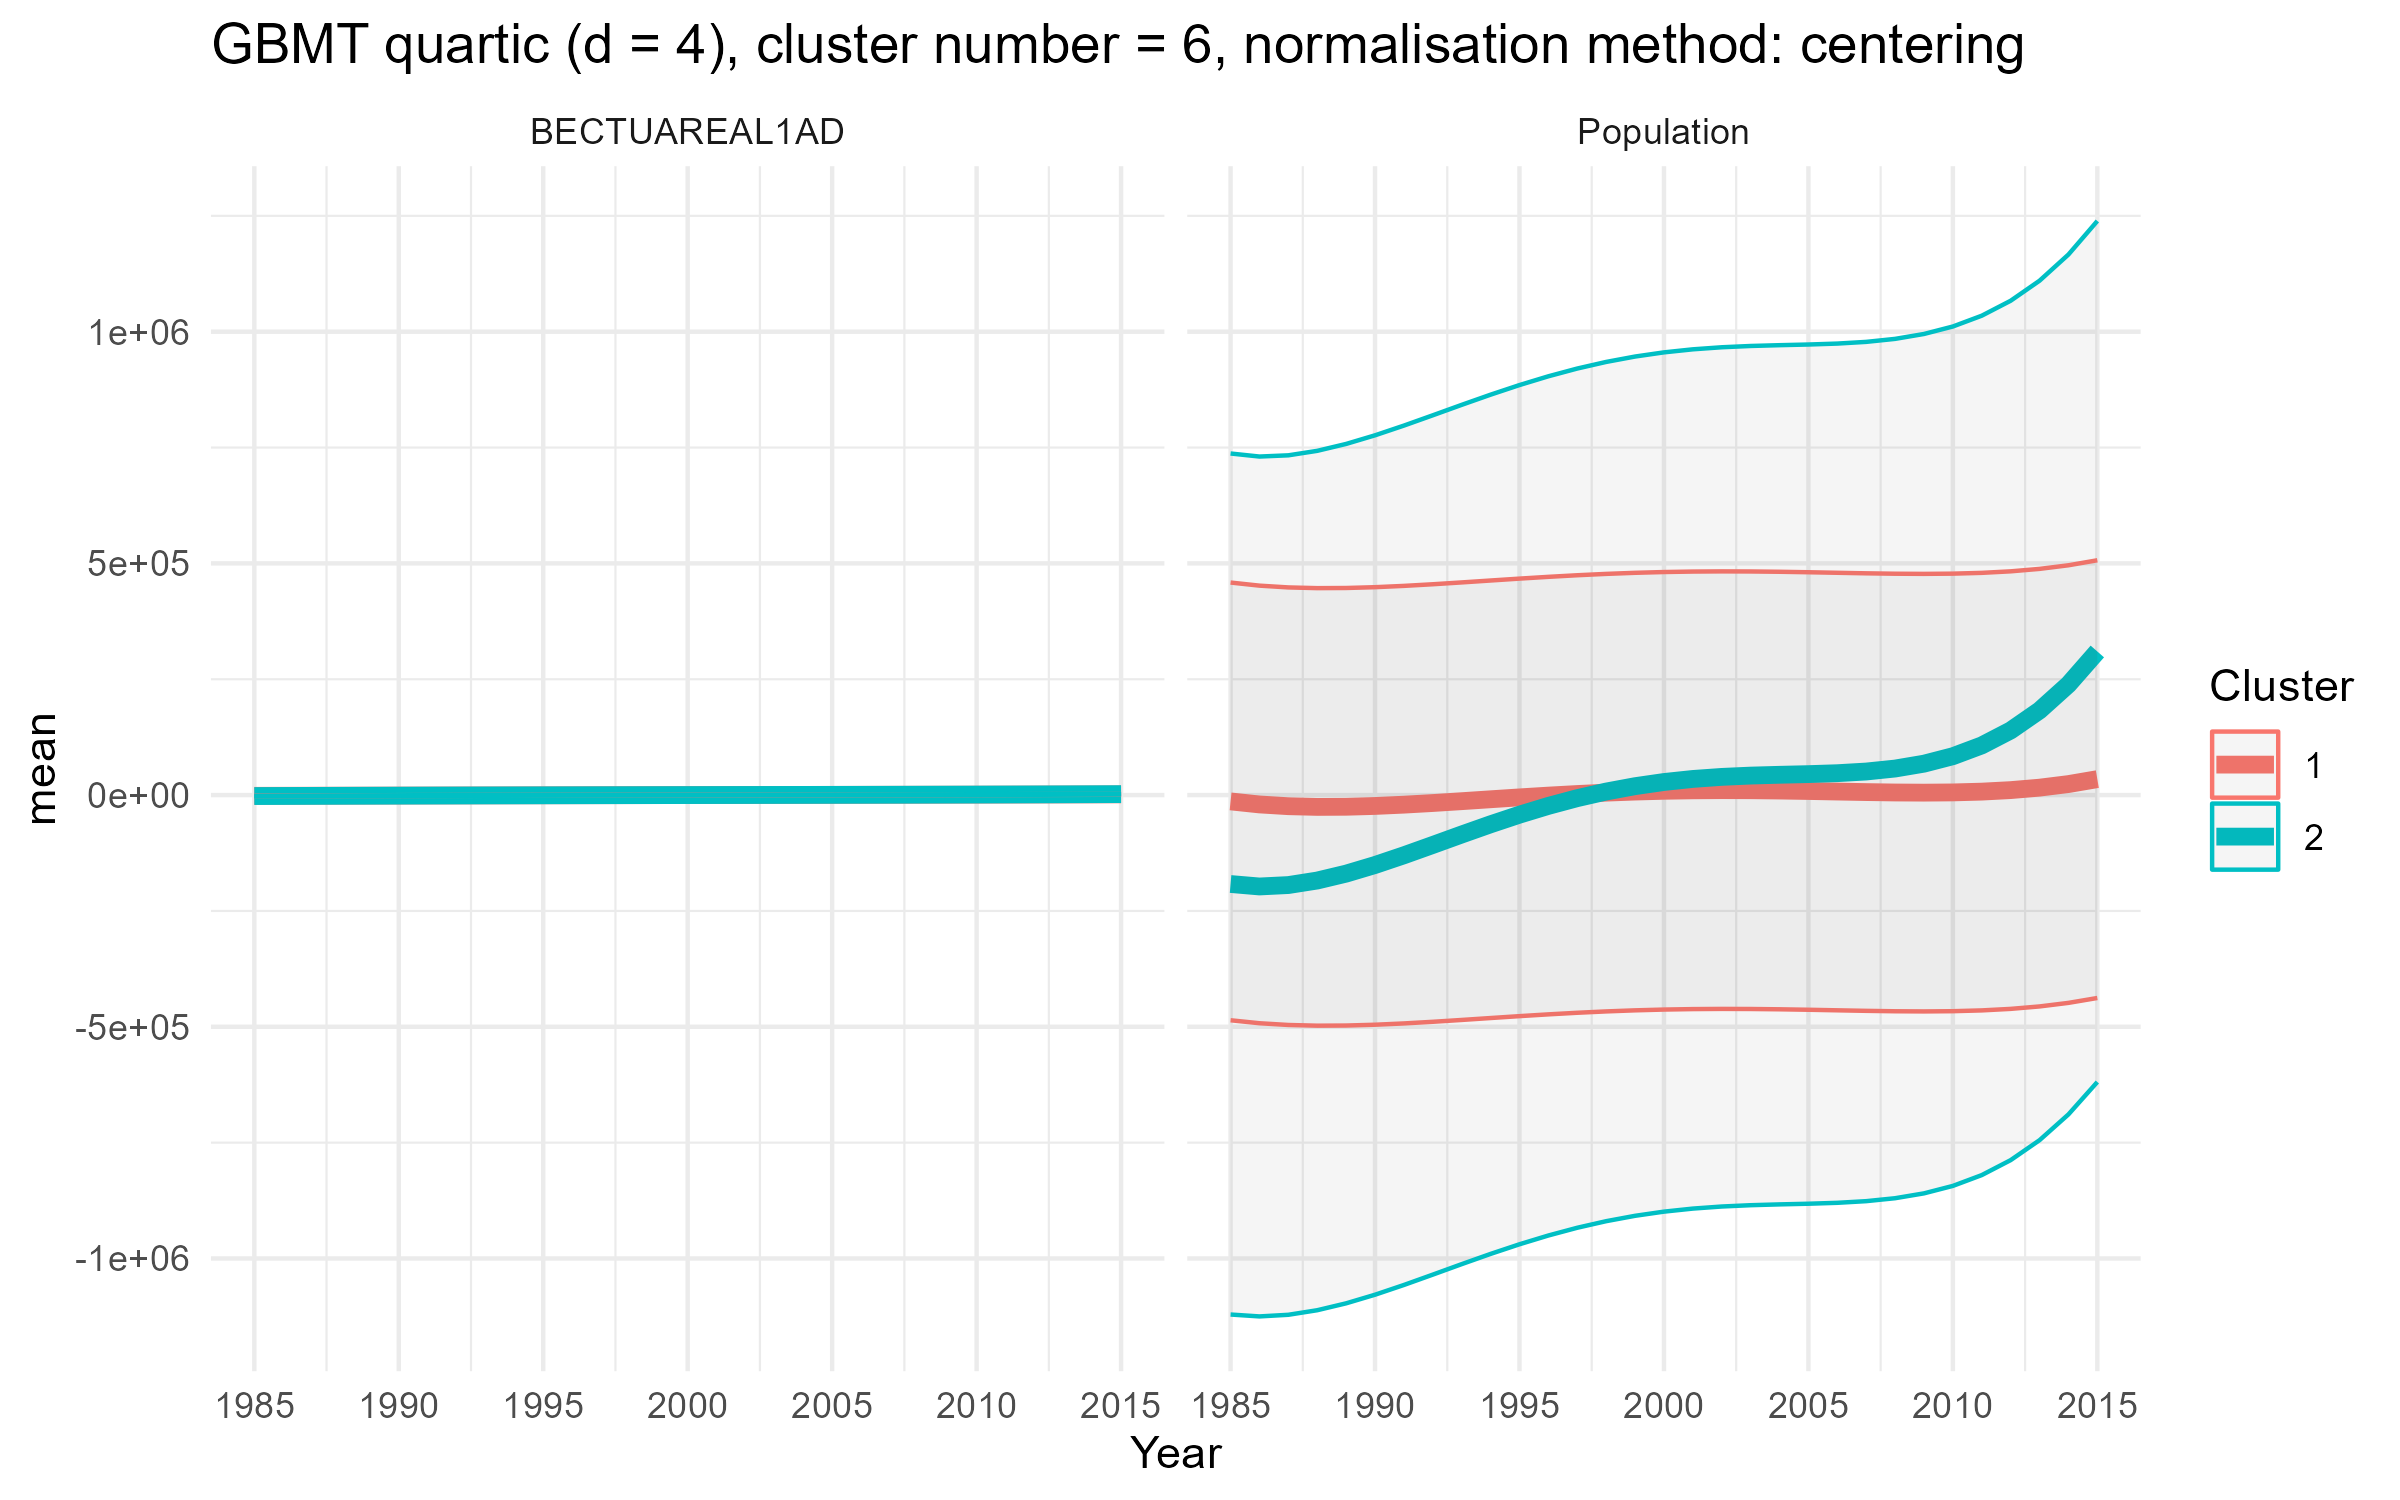 GBMT quartic (d = 4), cluster number = 6, normalisation method: centering
BECTUAREAL1AD
Population
1e+06
5e+05
0e+00
-5e+05
-1e+06
mean
1985 1990 1995 2000 2005 2010 2015
1985 1990 1995 2000 2005 2010 2015
Year
Cluster
1
2